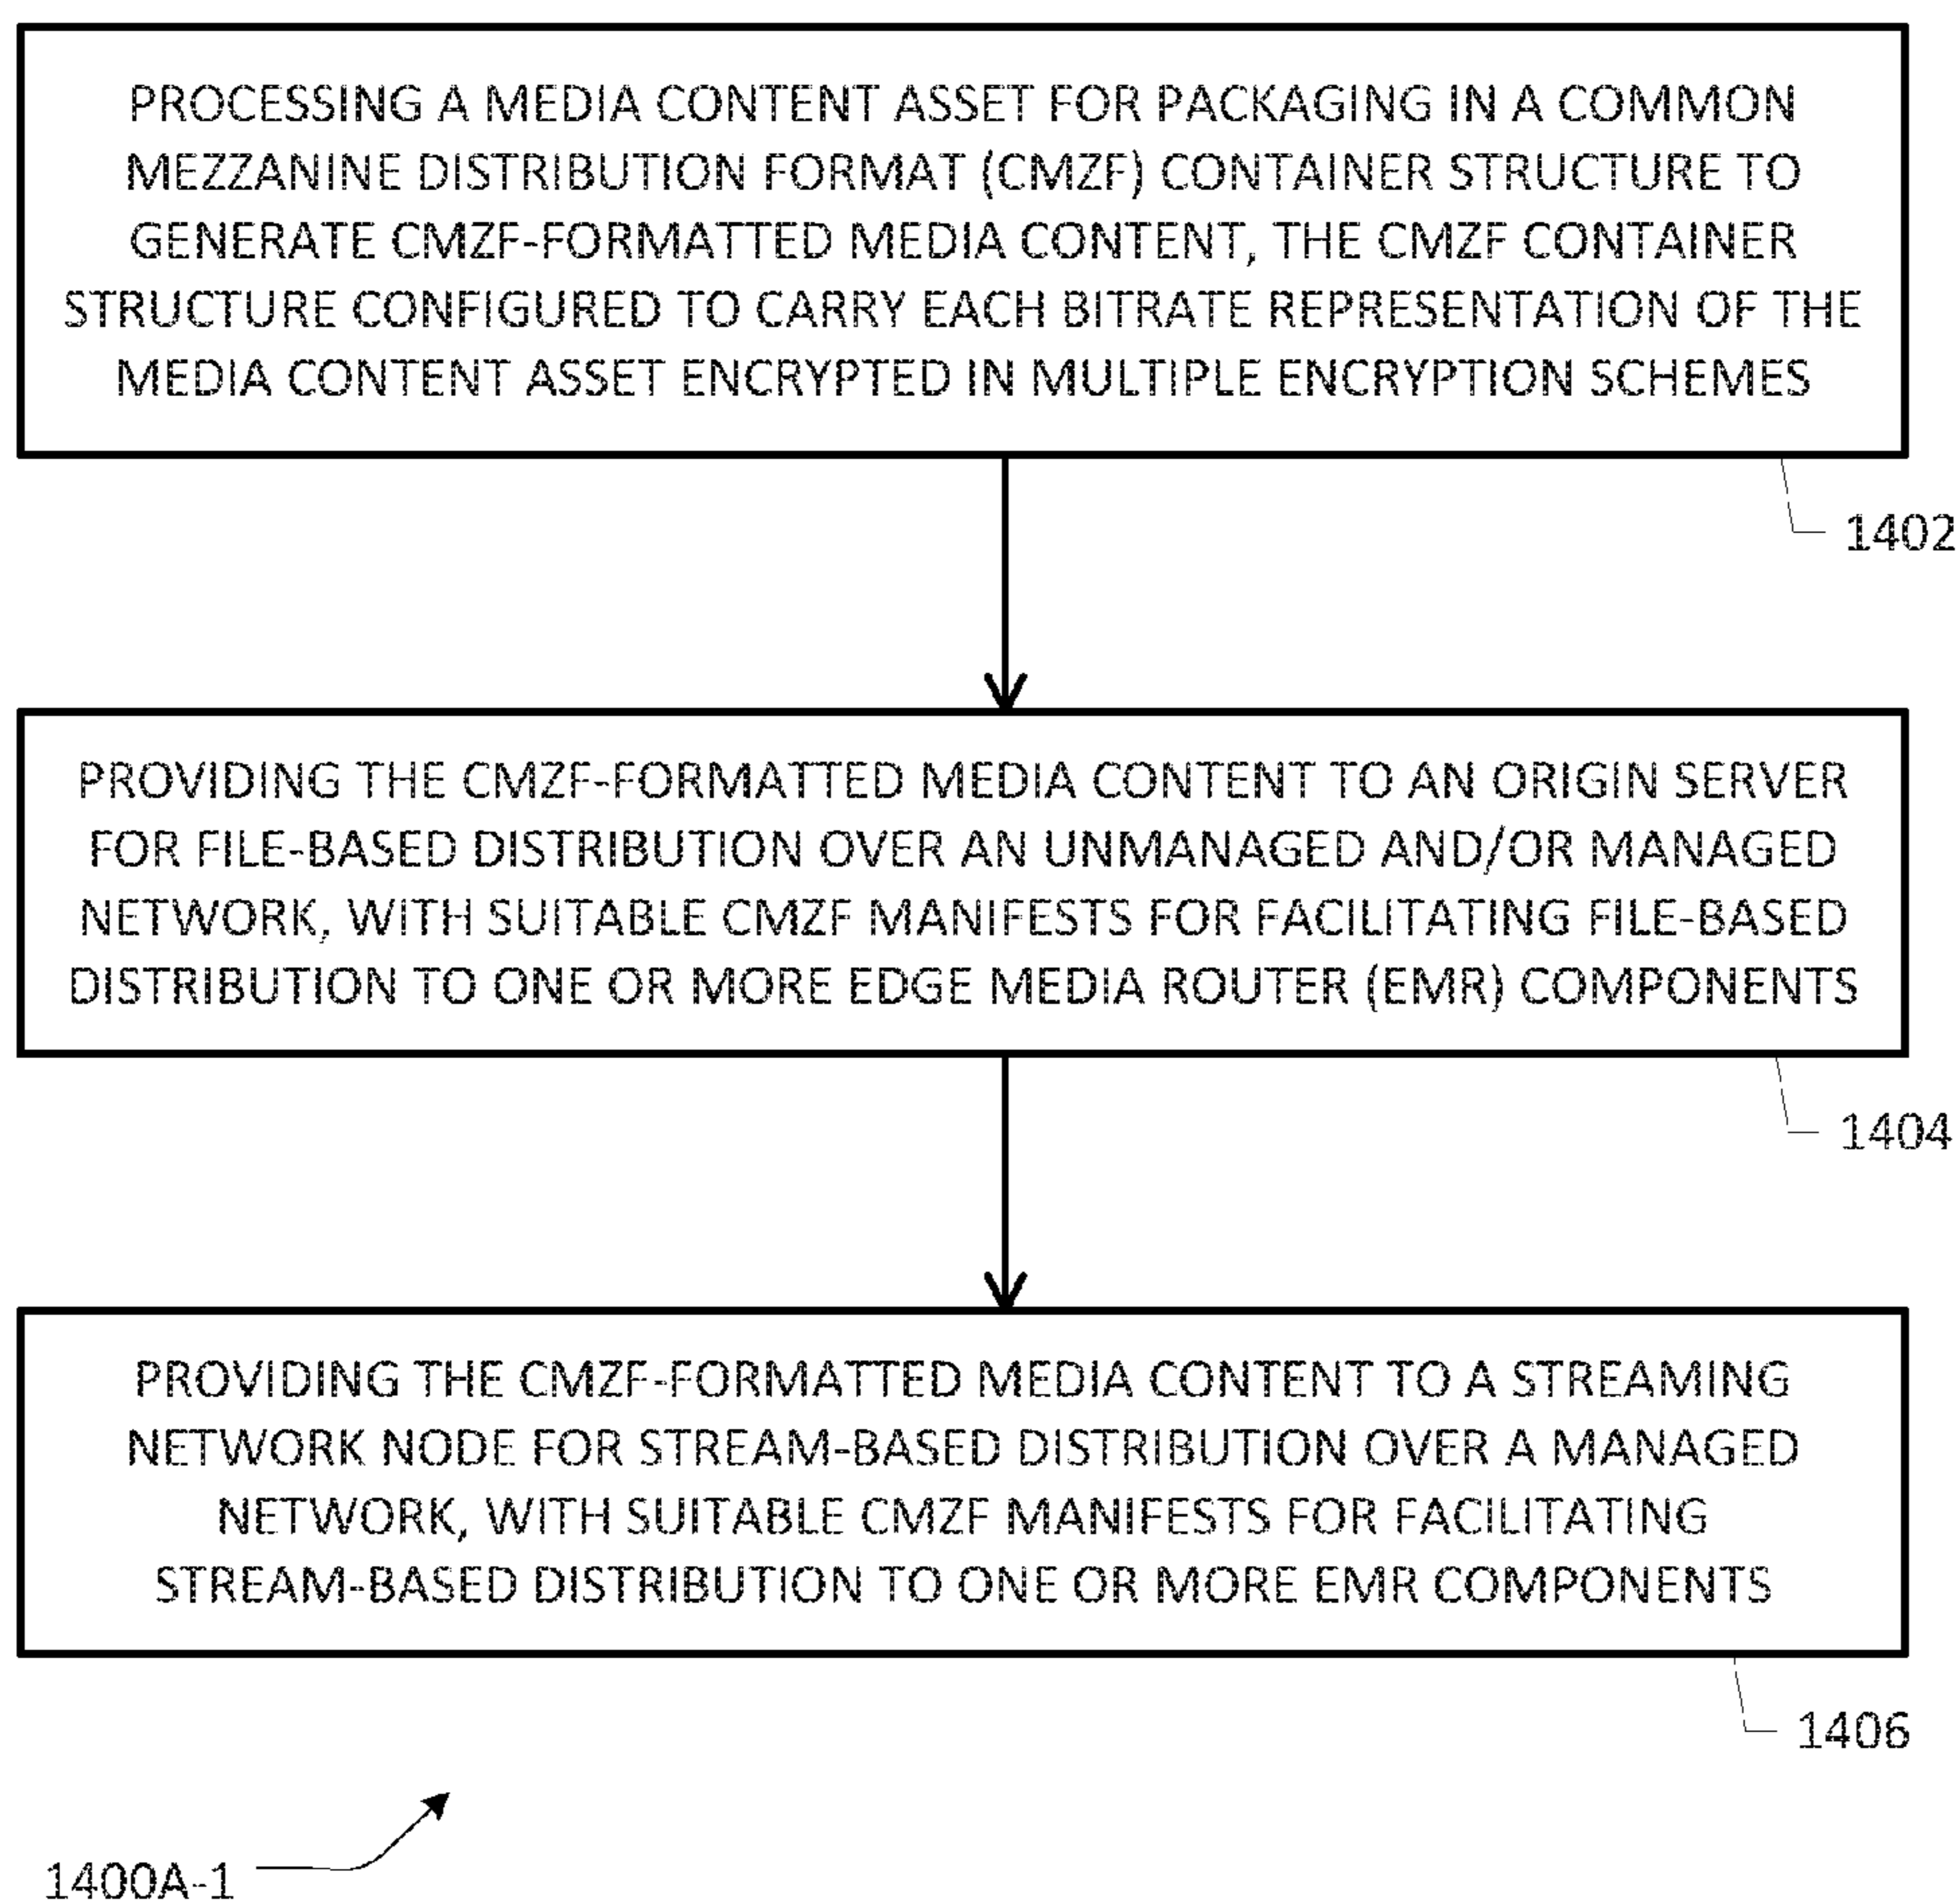 PROCESSING A MEDIA CONTENT ASSET FOR PACKAGING IN A COMMON
MEZZANINE DISTRIBUTION FORMAT (CMZF) CONTAINER STRUCTURE TO
GENERATE CMZF-FORMATTED MEDIA CONTENT, THE CMZF CONTAINER
STRUCTURE CONFIGURED TO CARRY EACH BITRATE REPRESENTATION OF THE
MEDIA CONTENT ASSET ENCRYPTED IN MULTIPLE ENCRYPTION SCHEMES
1402
PROVIDING THE CMZF-FORMATTED MEDIA CONTENT TO AN ORIGIN SERVER
FOR FILE-BASED DISTRIBUTION OVER AN UNMANAGED AND/OR MANAGED
NETWORK, WITH SUITABLE CMZF MANIFESTS FOR FACILITATING FILE-BASED
DISTRIBUTION TO ONE OR MORE EDGE MEDIA ROUTER (EMR) COMPONENTS
1404
PROVIDING THE CMZF-FORMATTED MEDIA CONTENT TO A STREAMING
NETWORK NODE FOR STREAM-BASED DISTRIBUTION OVER A MANAGED
NETWORK, WITH SUITABLE CMZF MANIFESTS FOR FACILITATING
STREAM-BASED DISTRIBUTION TO ONE OR MORE EMR COMPONENTS
1406
1400A-1